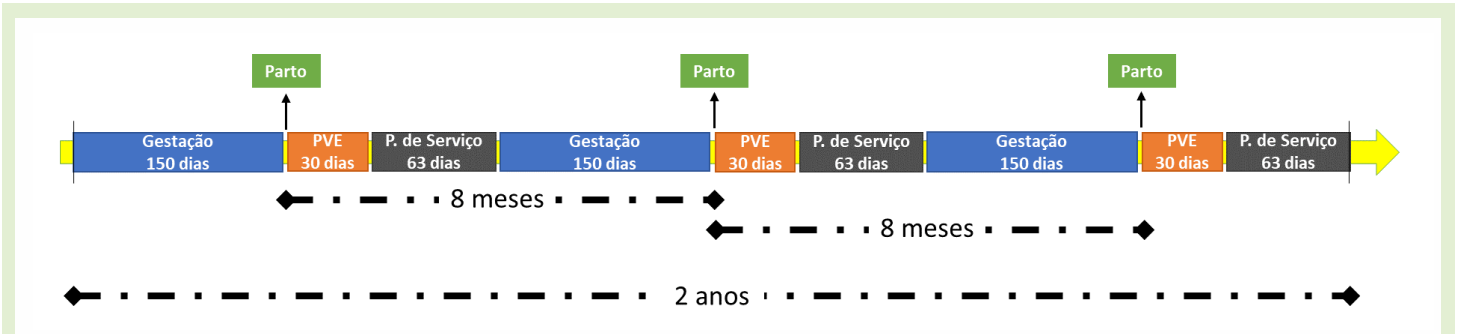 Parto
Parto
Parto
Gestação
150 dias
PVE
30 dias
P. de Serviço
63 dias
Gestação
150 dias
PVE
30 dias
P. de Serviço
63 dias
Gestação
150 dias
PVE
30 dias
P. de Serviço
63 dias
8 meses
8 meses
2 anos